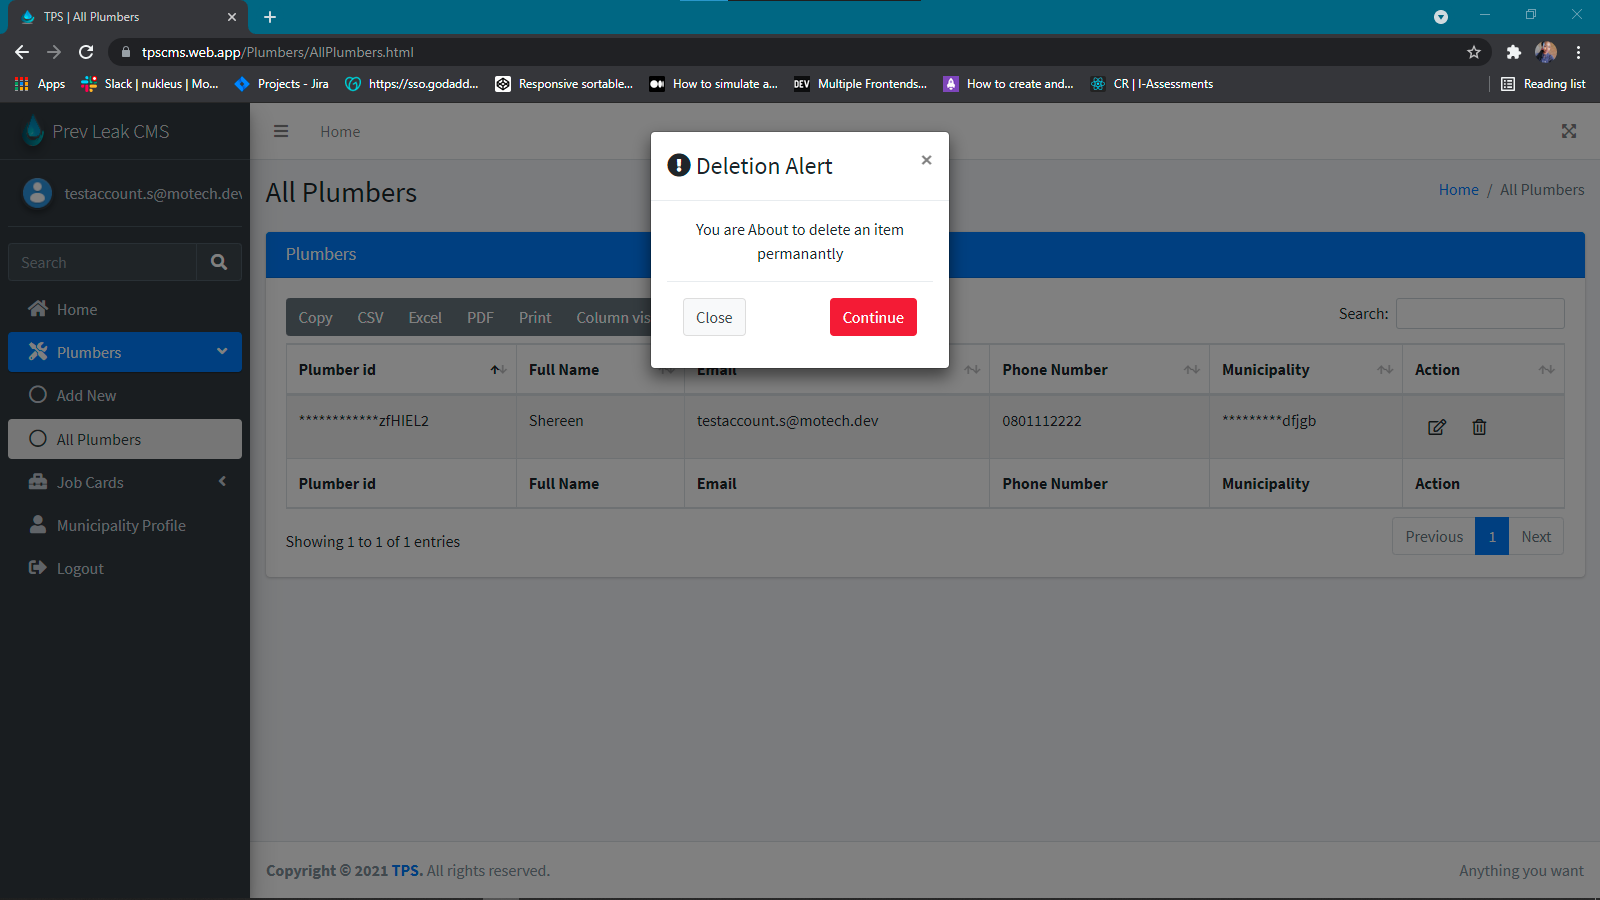 TPS | All Plumbers
tpscms.web.app/Plumbers/AllPlumbers.html
Apps
Slack | nukleus | Mo...
Projects - Jira
https://sso.godadd...
Responsive sortable...
How to simulate a...
DEV Multiple Frontends...
How to create and...
CR | I-Assessments
Reading list
Prev Leak CMS
testaccount.s@motech.dev
Search
Home
Plumbers
Add New
All Plumbers
Job Cards
Municipality Profile
Logout
Home
All Plumbers
Home / All Plumbers
Deletion Alert ×
You are About to delete an item
permanantly
Close Continue
Plumbers
Copy CSV Excel PDF Print Column vis
Search:
Plumber id Full Name Email Phone Number Municipality Action
************zfHIEL2 Shereen testaccount.s@motech.dev 0801112222 *********dfjgb
Plumber id Full Name Email Phone Number Municipality Action
Showing 1 to 1 of 1 entries
Previous 1 Next
Copyright © 2021 TPS. All rights reserved.
Anything you want